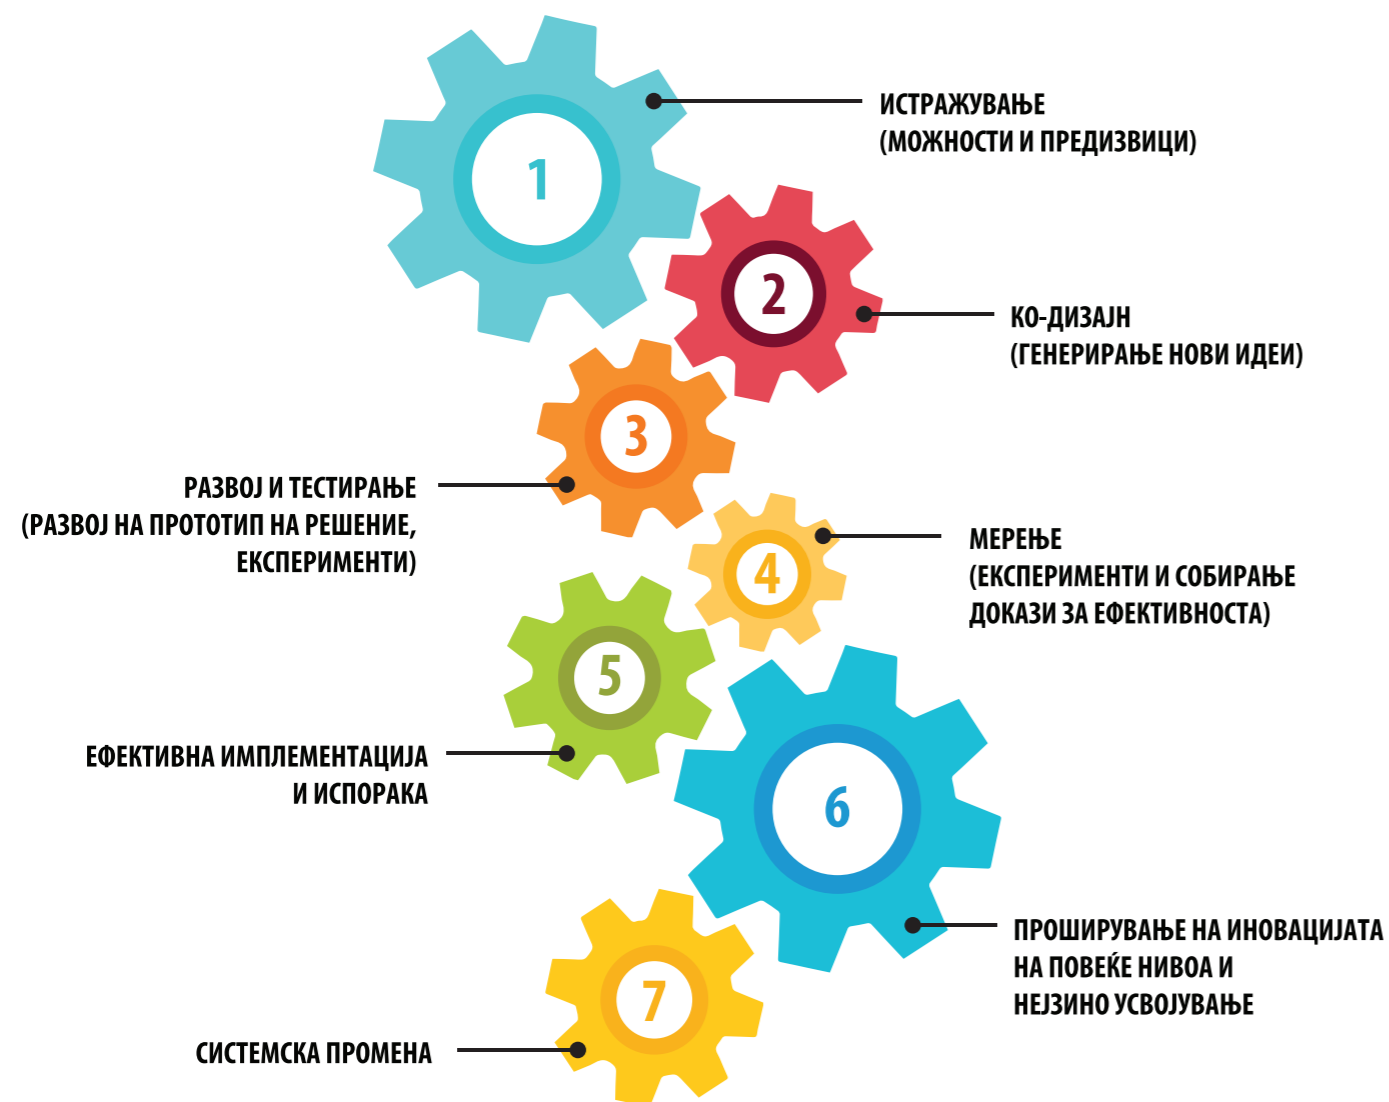 1
ИСТРАЖУВАЊЕ
(МОЖНОСТИ И ПРЕДИЗВИЦИ)
2
КО-ДИЗАЈН
(ГЕНЕРИРАЊЕ НОВИ ИДЕИ)
3
РАЗВОЈ И ТЕСТИРАЊЕ
(РАЗВОЈ НА ПРОТОТИП НА РЕШЕНИЕ,
ЕКСПЕРИМЕНТИ)
4
МЕРЕЊЕ
(ЕКСПЕРИМЕНТИ И СОБИРАЊЕ
ДОКАЗИ ЗА ЕФЕКТИВНОСТА)
5
ЕФЕКТИВНА ИМПЛЕМЕНТАЦИЈА
И ИСПОРАКА
6
ПРОШИРУВАЊЕ НА ИНОВАЦИЈАТА
НА ПОВЕЌЕ НИВОА И
НЕЈЗИНО УСВОЈУВАЊЕ
7
СИСТЕМСКА ПРОМЕНА